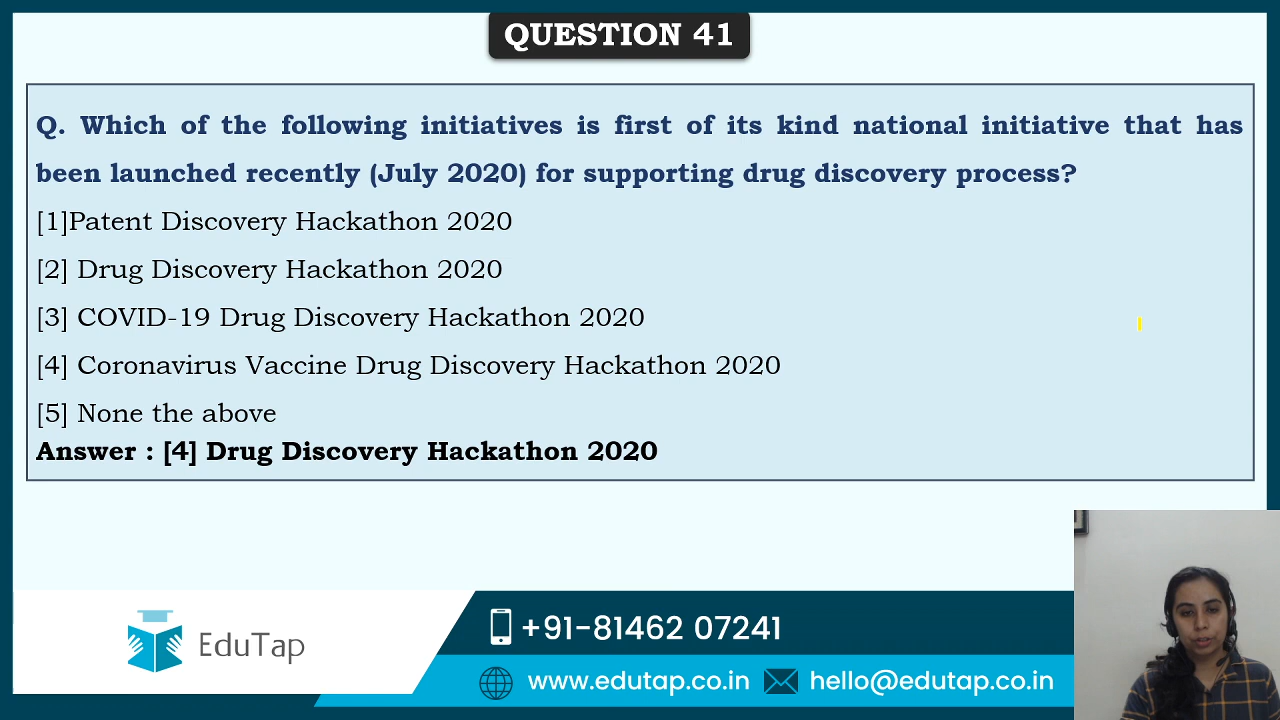 QUESTION 41
Q. Which of the following initiatives is first of its kind national initiative that has
been launched recently (July 2020) for supporting drug discovery process?
[1]Patent Discovery Hackathon 2020
[2] Drug Discovery Hackathon 2020
[3] COVID-19 Drug Discovery Hackathon 2020
[4] Coronavirus Vaccine Drug Discovery Hackathon 2020
[5] None the above
Answer : [4] Drug Discovery Hackathon 2020
EduTap
+91-81462 07241
www.edutap.co.in hello@edutap.co.in